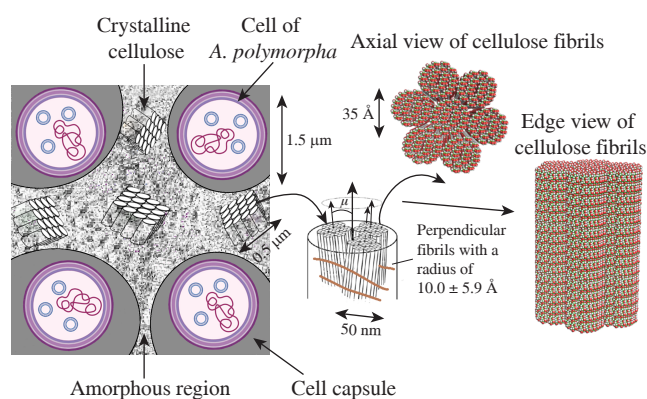 Crystalline
cellulose
Cell of
A. polymorpha
Axial view of cellulose fibrils
35 Å
1.5 μm
Edge view of
cellulose fibrils
μ
0.5 μm
Perpendicular
fibrils with a
radius of
10.0 ± 5.9 Å
50 nm
Amorphous region
Cell capsule